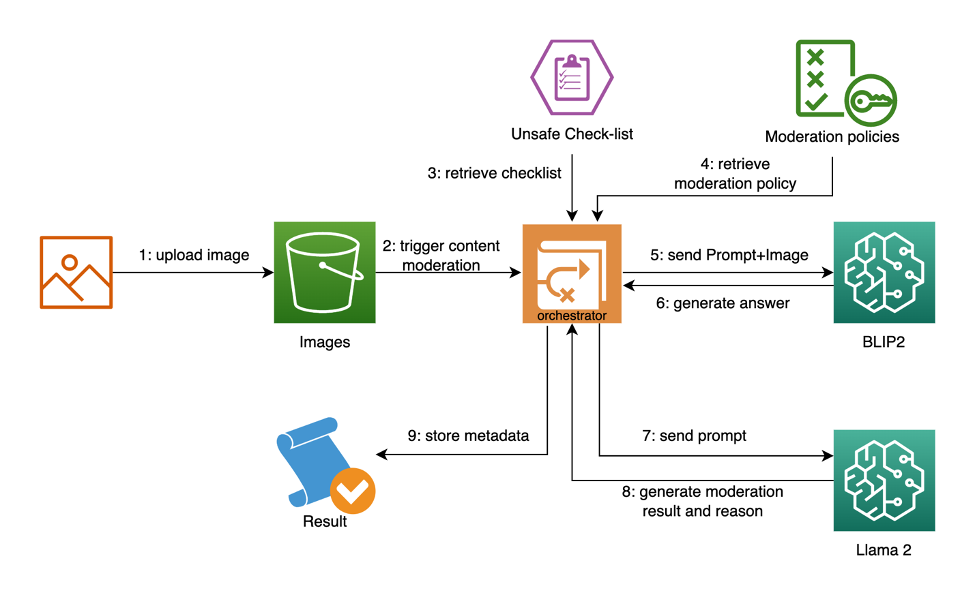 Unsafe Check-list
Moderation policies
3: retrieve checklist
4: retrieve
moderation policy
1: upload image
2: trigger content
moderation
5: send Prompt+Image
6: generate answer
orchestrator
Images
BLIP2
9: store metadata
7: send prompt
8: generate moderation
result and reason
Result
Llama 2